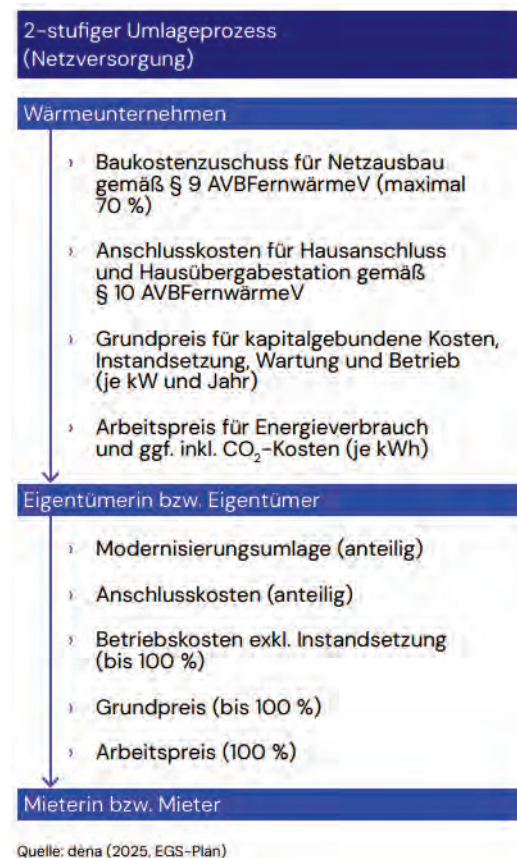 2-stufiger Umlageprozess
(Netzversorgung)
Wärmeunternehmen
› Baukostenzuschuss für Netzausbau
gemäß § 9 AVBFernwärmeV (maximal
70 %)
› Anschlusskosten für Hausanschluss
und Hausübergabestation gemäß
§ 10 AVBFernwärmeV
› Grundpreis für kapitalgebundene Kosten,
Instandsetzung, Wartung und Betrieb
(je kW und Jahr)
› Arbeitspreis für Energieverbrauch
und ggf. inkl. CO₂-Kosten (je kWh)
Eigentümerin bzw. Eigentümer
› Modernisierungsumlage (anteilig)
› Anschlusskosten (anteilig)
› Betriebskosten exkl. Instandsetzung
(bis 100 %)
› Grundpreis (bis 100 %)
› Arbeitspreis (100 %)
Mieterin bzw. Mieter
Quelle: dena (2025, EGS-Plan)